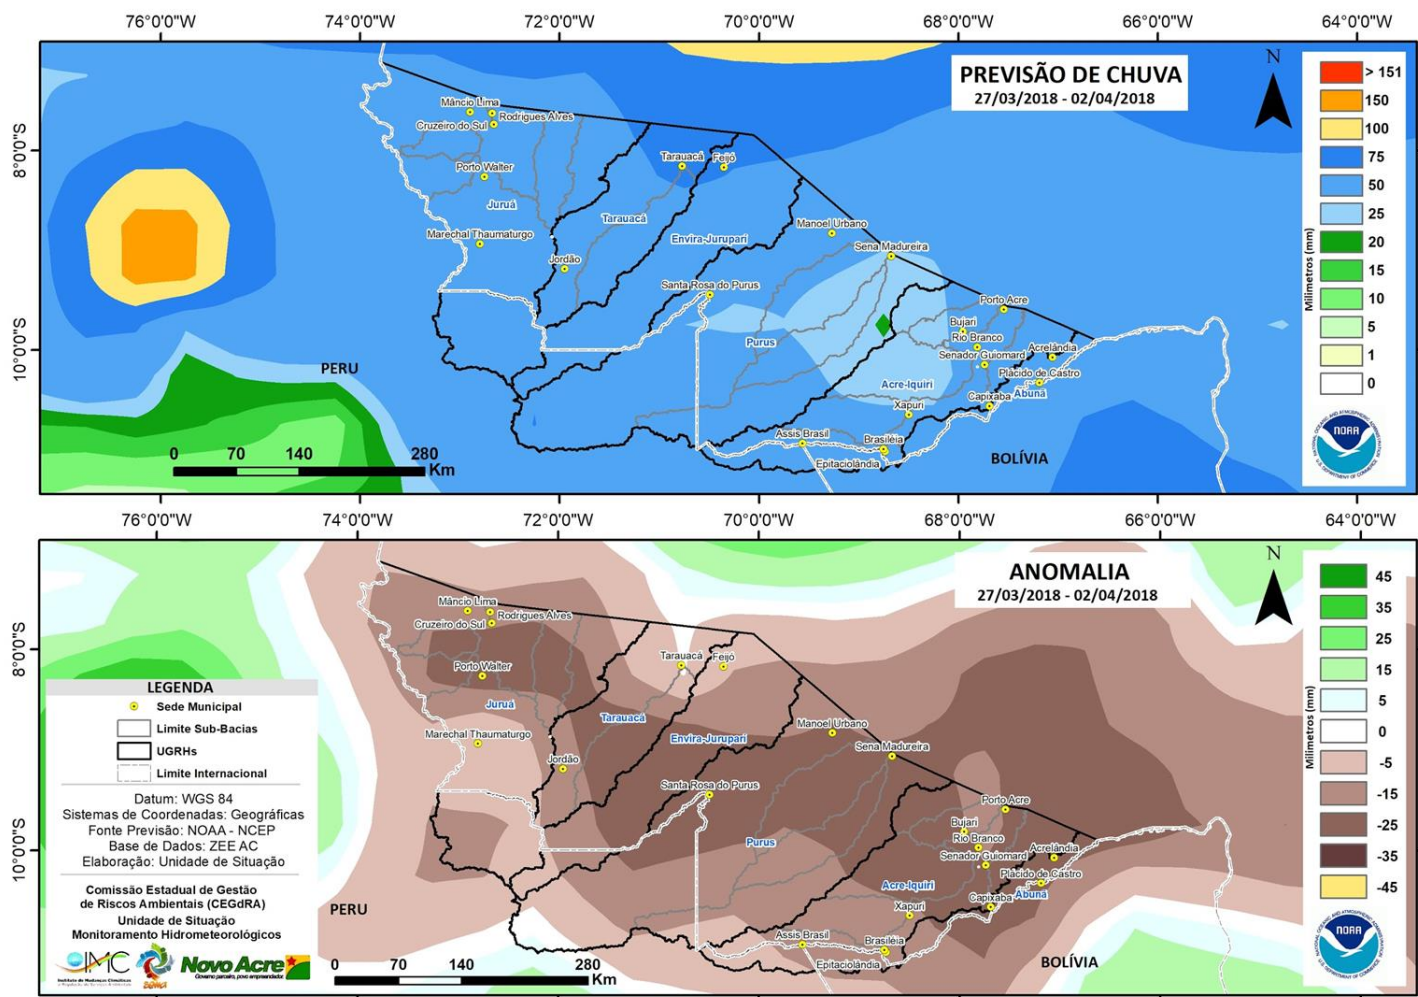 76°0'0"W 74°0'0"W 72°0'0"W 70°0'0"W 68°0'0"W 66°0'0"W 64°0'0"W
PREVISÃO DE CHUVA
27/03/2018 - 02/04/2018
N
> 151
150
100
75
50
25
20
15
10
5
1
0
Milimetros (mm)
NOAA
8°0'0"S
10°0'0"S
Mâncio Lima
Rodrigues Alves
Cruzeiro do Sul
Tarauacá
Feijó
Porto Walter
Juruá
Tarauacá
Manoel Urbano
Marechal Thaumaturgo
Envira-Jurupari
Sena Madureira
Jordão
Santa Rosa do Purus
Porto Acre
Bujari
Rio Branco
Purus
Senador Guiomard
Acrelândia
PERU
Plácido de Castro
Acre-Iquiri
Abunã
Capixaba
Xapuri
Assis Brasil
Brasiléia
Epitaciolândia
BOLÍVIA
0 70 140 280
Km
76°0'0"W 74°0'0"W 72°0'0"W 70°0'0"W 68°0'0"W 66°0'0"W 64°0'0"W
ANOMALIA
27/03/2018 - 02/04/2018
N
45
35
25
15
5
0
-5
-15
-25
-35
-45
Milimetros (mm)
NOAA
8°0'0"S
10°0'0"S
Mâncio Lima
Rodrigues Alves
Cruzeiro do Sul
Tarauacá
Feijó
Porto Walter
Juruá
Tarauacá
Manoel Urbano
Marechal Thaumaturgo
Envira-Jurupari
Sena Madureira
Jordão
Santa Rosa do Purus
Porto Acre
Bujari
Rio Branco
Purus
Senador Guiomard
Acrelândia
Plácido de Castro
Acre-Iquiri
Abunã
Capixaba
Xapuri
PERU
Assis Brasil
Brasiléia
Epitaciolândia
BOLÍVIA
0 70 140 280
Km
LEGENDA
Sede Municipal
Limite Sub-Bacias
UGRHs
Limite Internacional
Datum: WGS 84
Sistemas de Coordenadas: Geográficas
Fonte Previsão: NOAA - NCEP
Base de Dados: ZEE AC
Elaboração: Unidade de Situação
Comissão Estadual de Gestão
de Riscos Ambientais (CEGdRA)
Unidade de Situação
Monitoramento Hidrometeorológicos
IMC
Novo Acre
Governo parceiro, povo empreendedor.